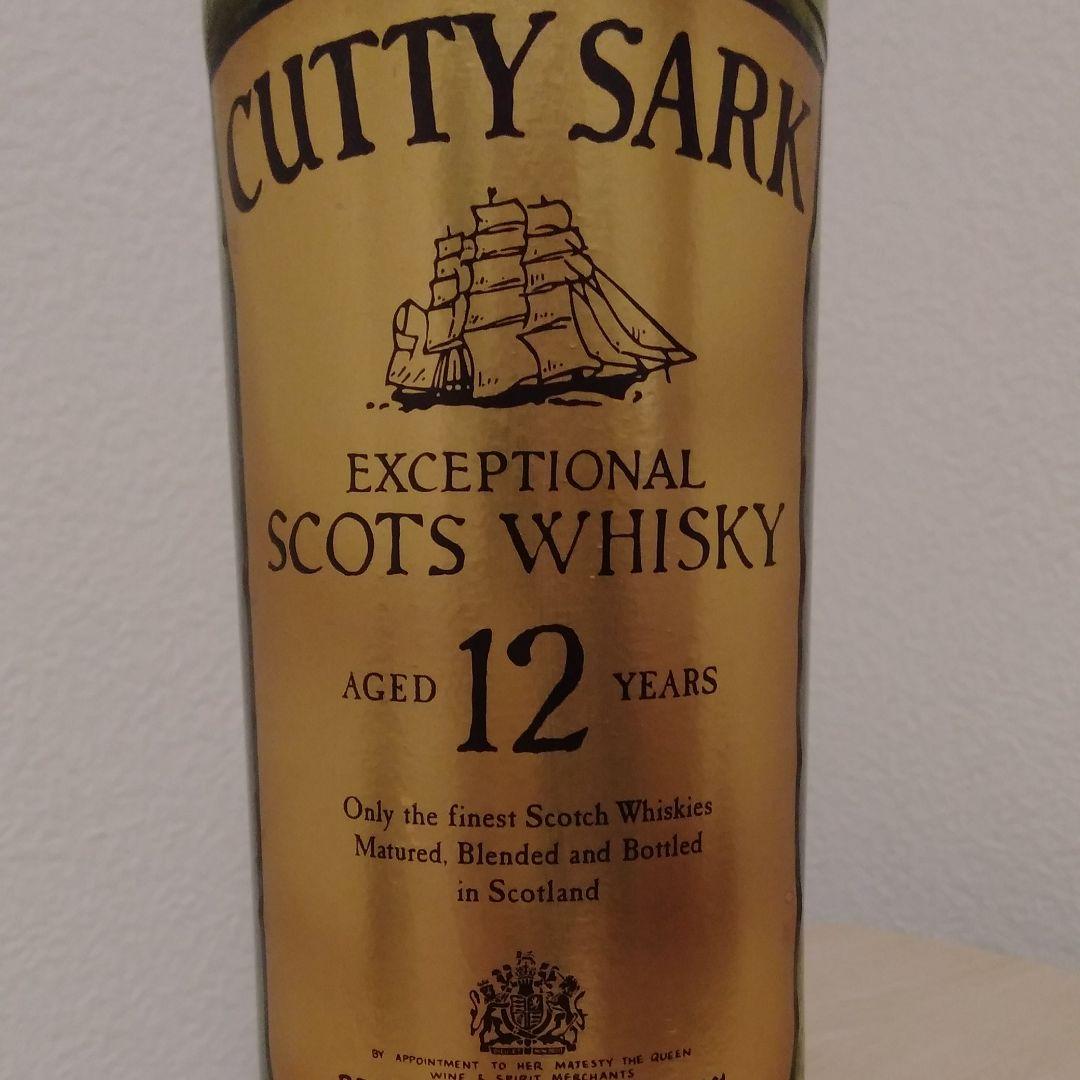 CUTTY SARK
EXCEPTIONAL
SCOTS WHISKY
AGED 12 YEARS
Only the finest Scotch Whiskies
Matured, Blended and Bottled
in Scotland
BY APPOINTMENT TO HER MAJESTY THE QUEEN
WINE & SPIRIT MERCHANTS